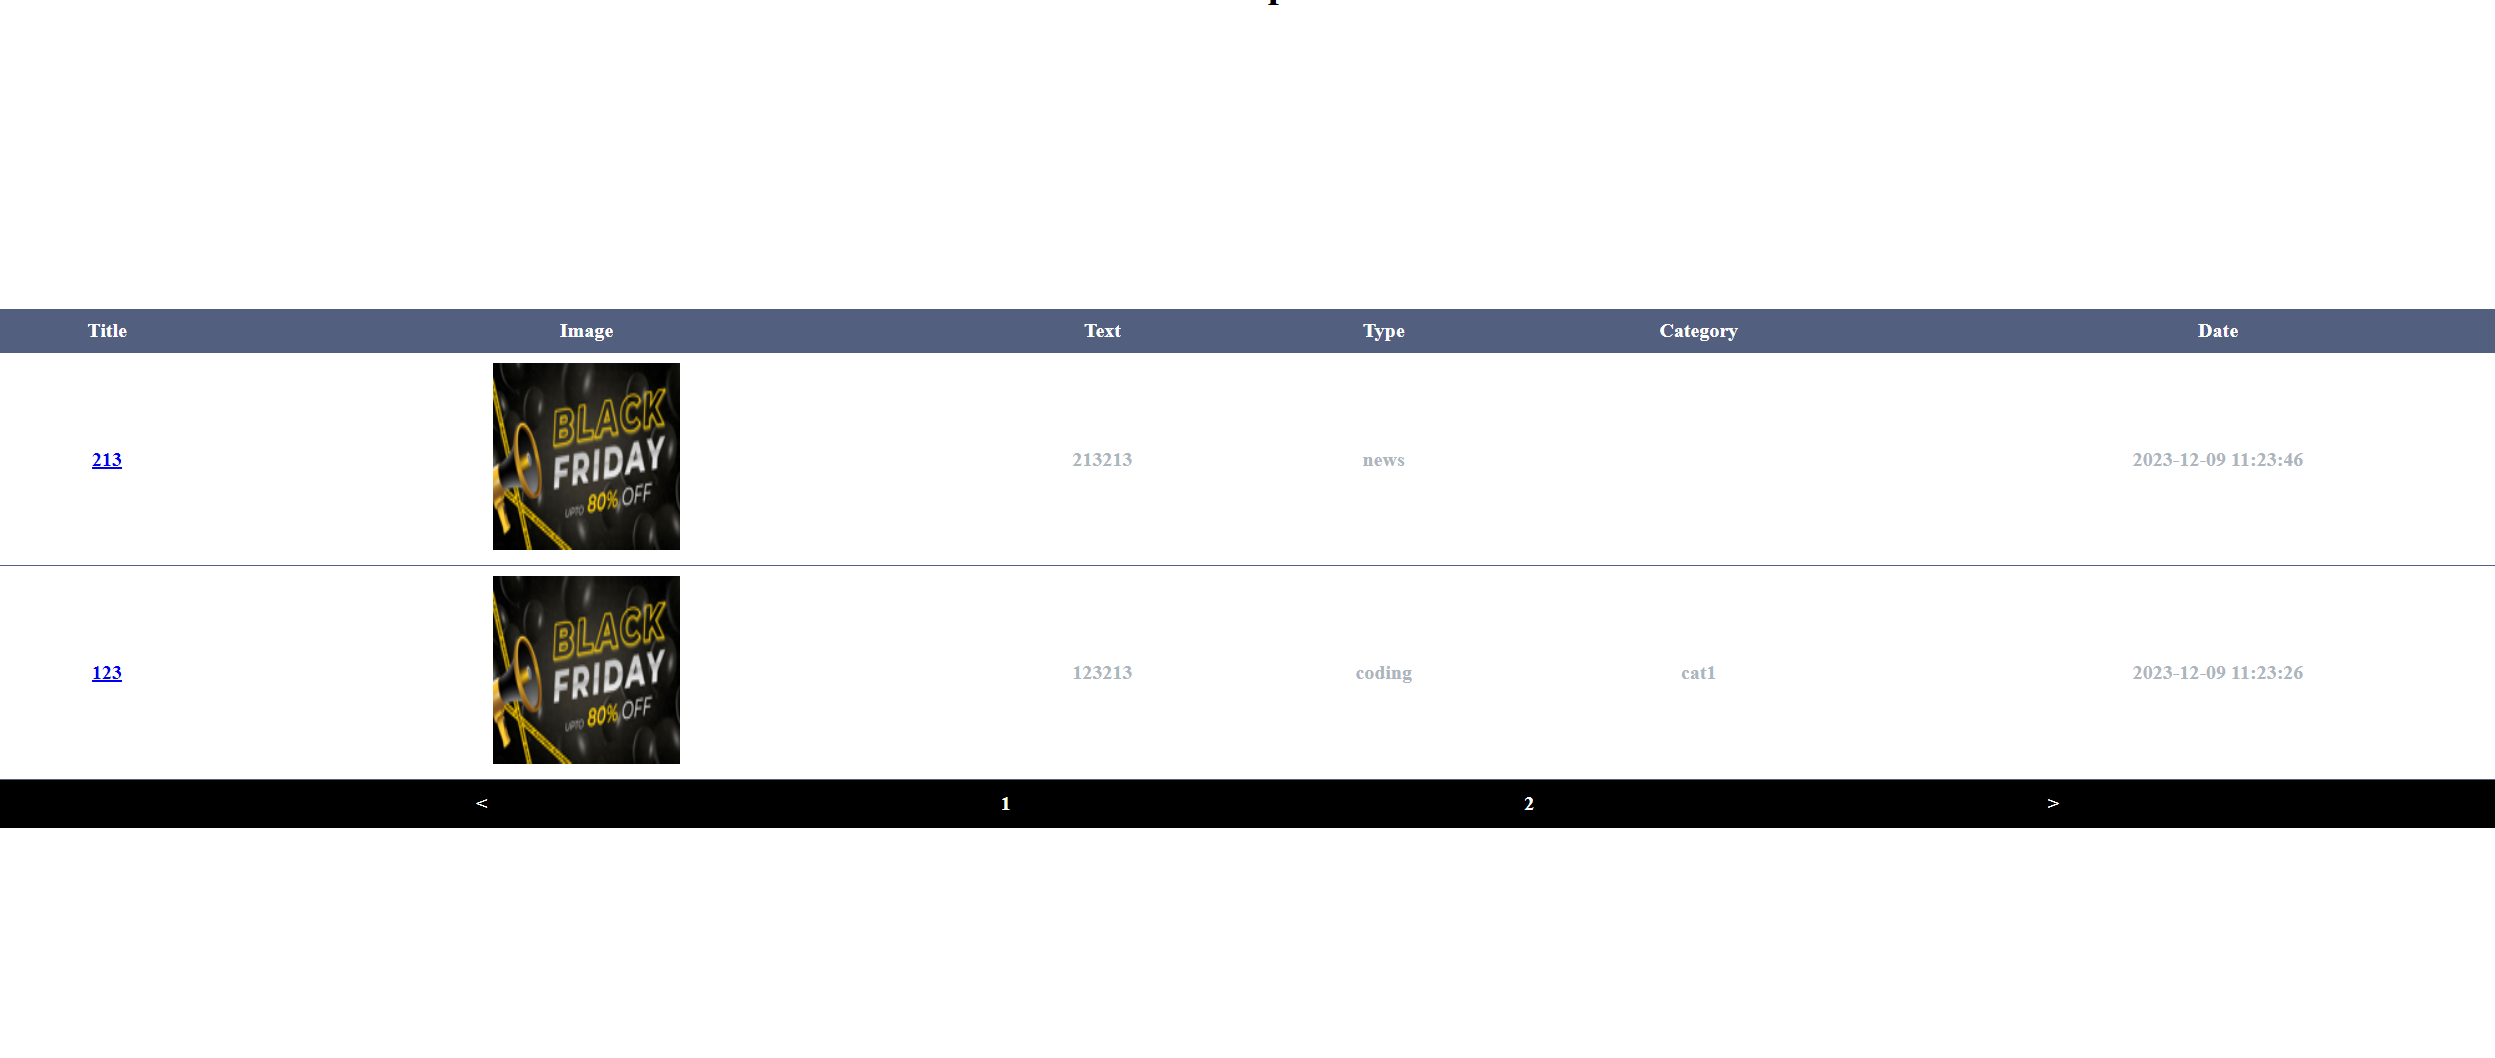 Title Image Text Type Category Date
BLACK
FRIDAY
UPTO 80% OFF
213 213213 news 2023-12-09 11:23:46
BLACK
FRIDAY
UPTO 80% OFF
123 123213 coding cat1 2023-12-09 11:23:26
< 1 2 >